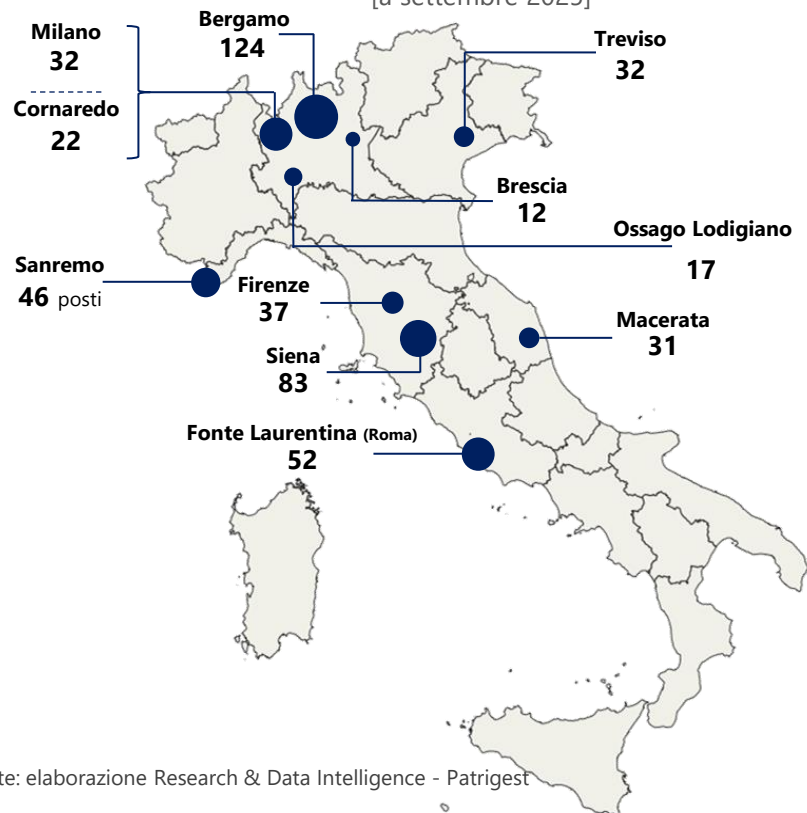 Milano
32
Cornaredo
22
Bergamo
124
Treviso
32
Brescia
12
Ossago Lodigiano
17
Sanremo
46 posti
Firenze
37
Siena
83
Macerata
31
Fonte Laurentina (Roma)
52
elaborazione Research & Data Intelligence - Patrigest